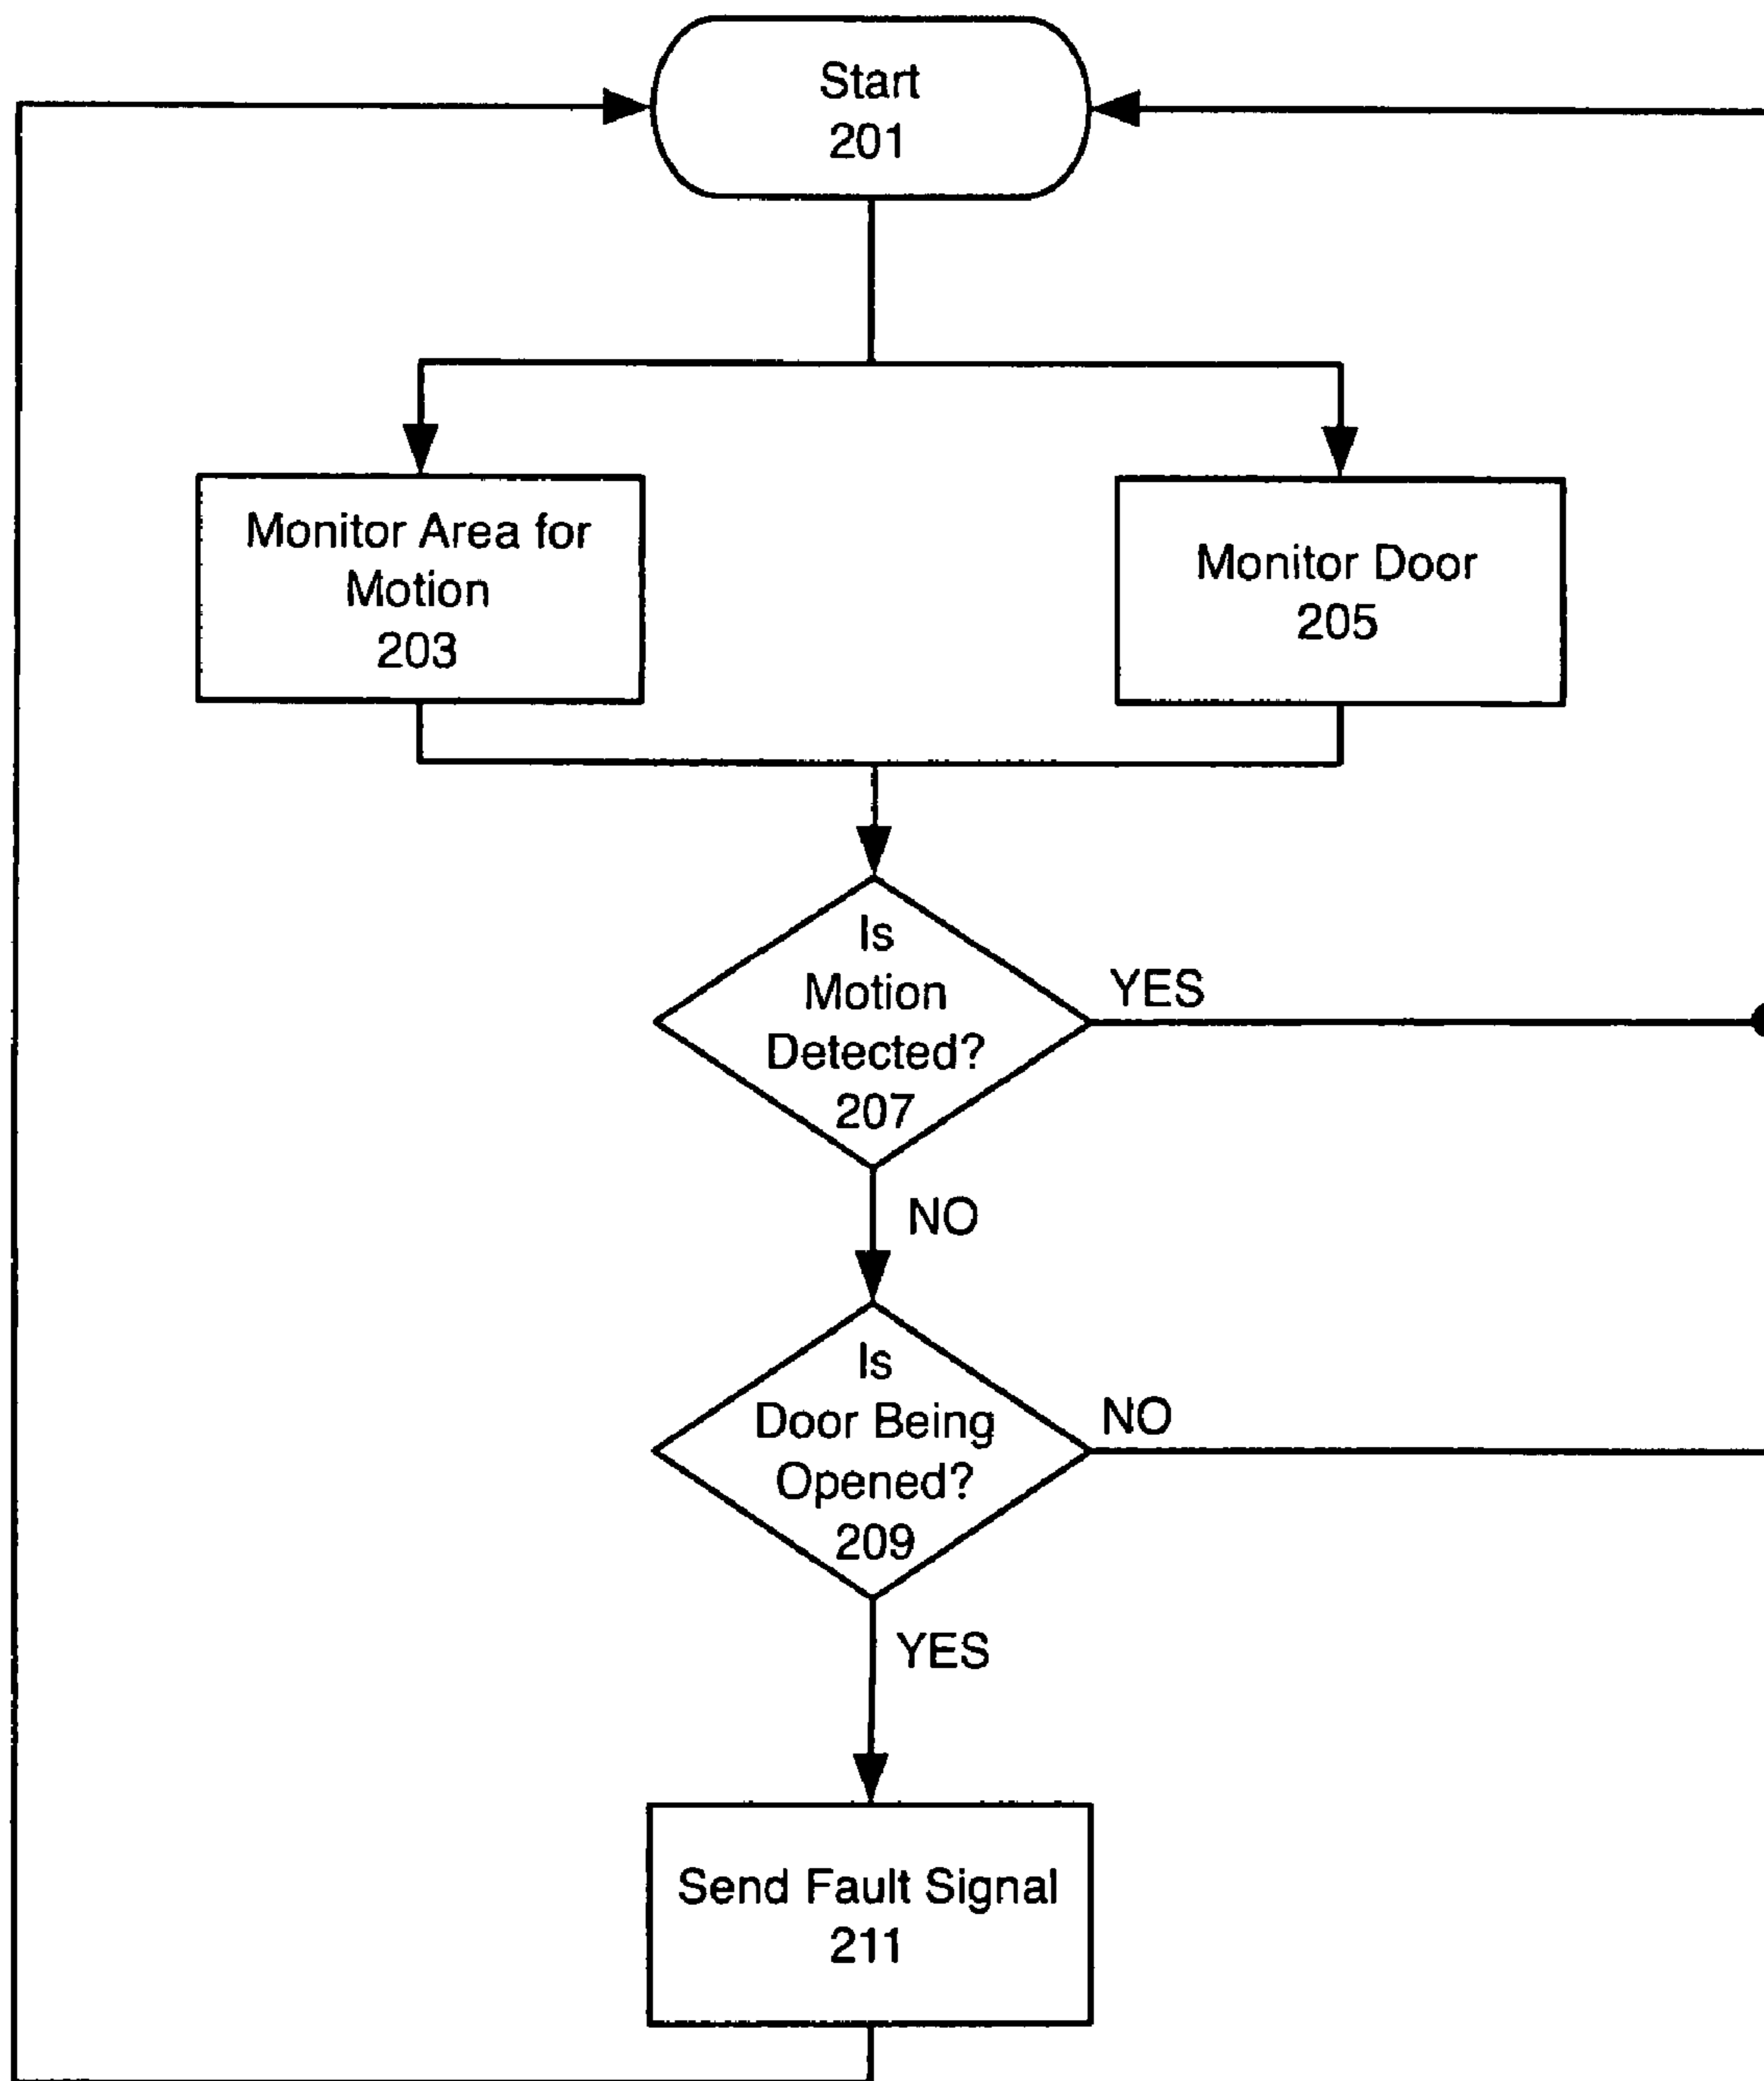 Start
201
Monitor Area for
Motion
203
Monitor Door
205
Is
Motion
Detected?
207
YES
NO
Is
Door Being
Opened?
209
NO
YES
Send Fault Signal
211